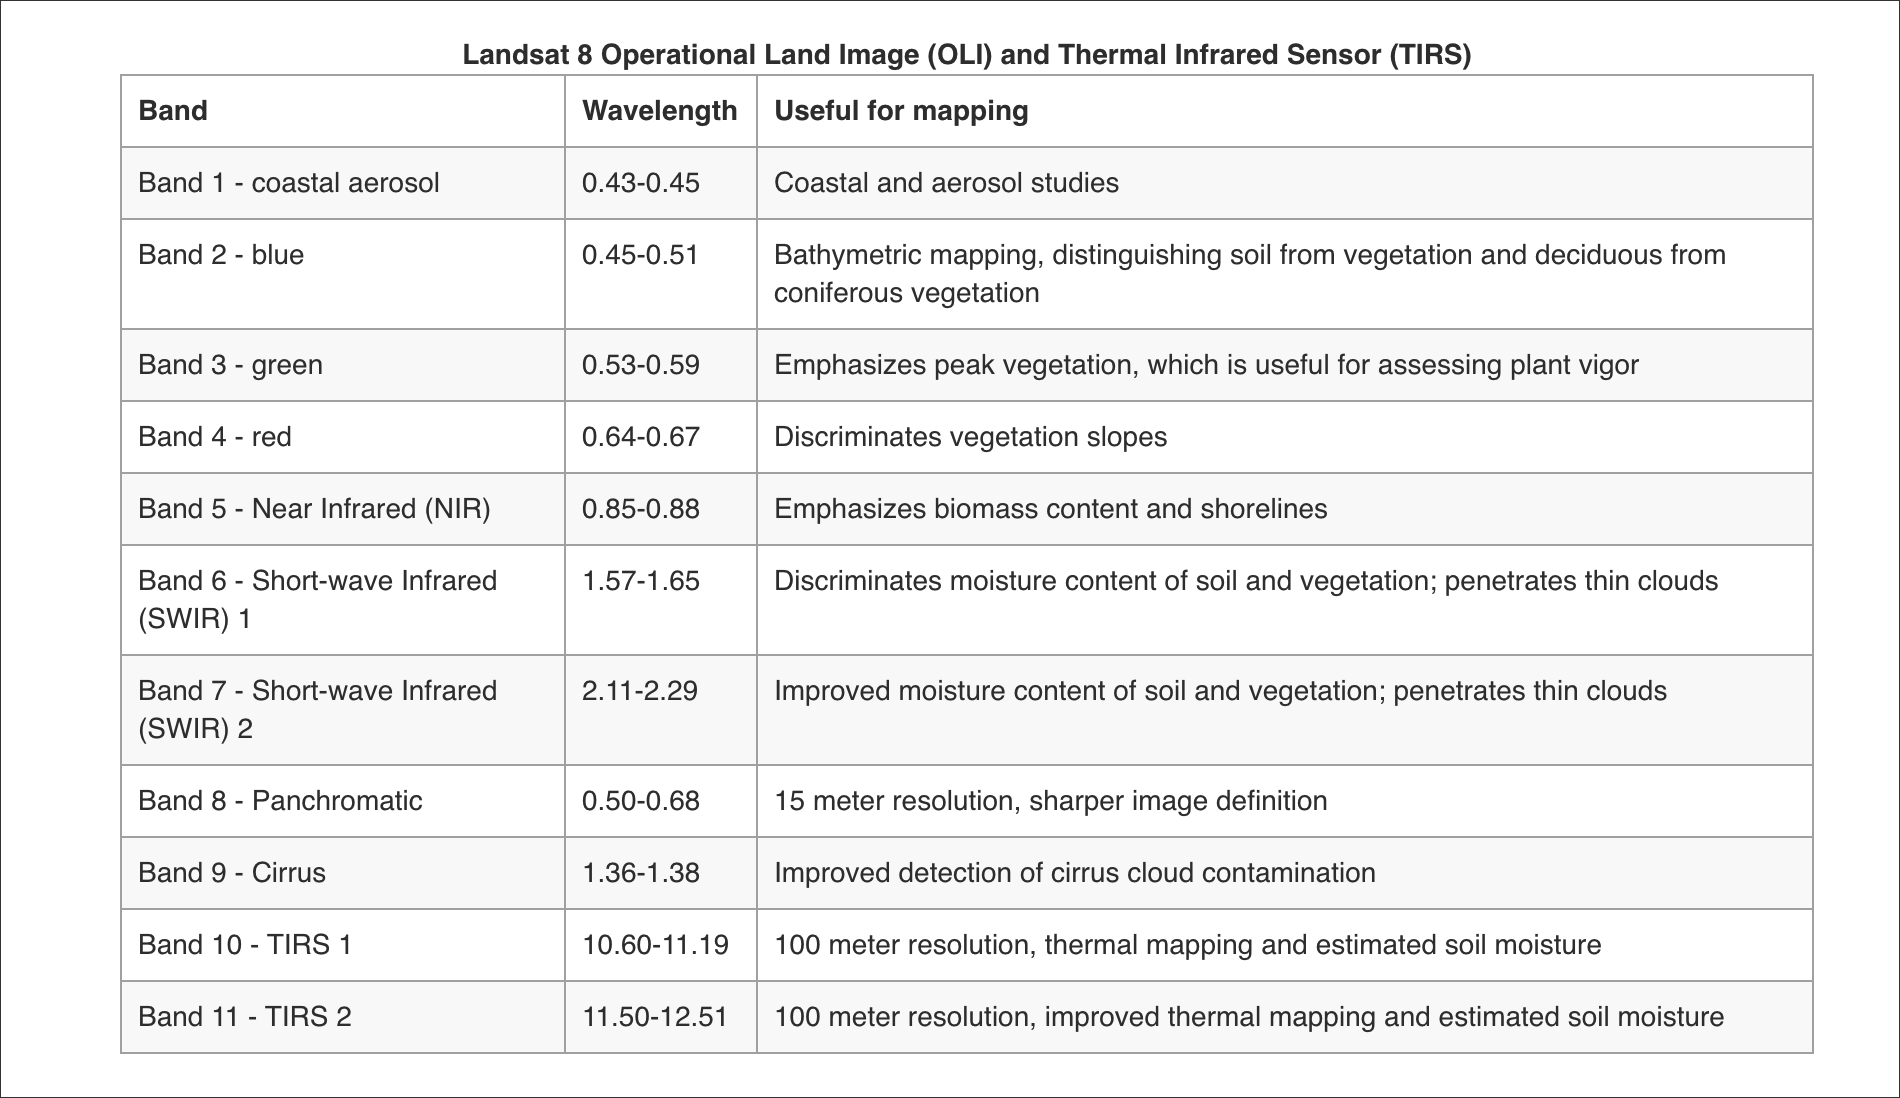 Landsat 8 Operational Land Image (OLI) and Thermal Infrared Sensor (TIRS)
Band Wavelength Useful for mapping
Band 1 - coastal aerosol 0.43-0.45 Coastal and aerosol studies
Band 2 - blue 0.45-0.51 Bathymetric mapping, distinguishing soil from vegetation and deciduous from
coniferous vegetation
Band 3 - green 0.53-0.59 Emphasizes peak vegetation, which is useful for assessing plant vigor
Band 4 - red 0.64-0.67 Discriminates vegetation slopes
Band 5 - Near Infrared (NIR) 0.85-0.88 Emphasizes biomass content and shorelines
Band 6 - Short-wave Infrared 1.57-1.65 Discriminates moisture content of soil and vegetation; penetrates thin clouds
(SWIR) 1
Band 7 - Short-wave Infrared 2.11-2.29 Improved moisture content of soil and vegetation; penetrates thin clouds
(SWIR) 2
Band 8 - Panchromatic 0.50-0.68 15 meter resolution, sharper image definition
Band 9 - Cirrus 1.36-1.38 Improved detection of cirrus cloud contamination
Band 10 - TIRS 1 10.60-11.19 100 meter resolution, thermal mapping and estimated soil moisture
Band 11 - TIRS 2 11.50-12.51 100 meter resolution, improved thermal mapping and estimated soil moisture